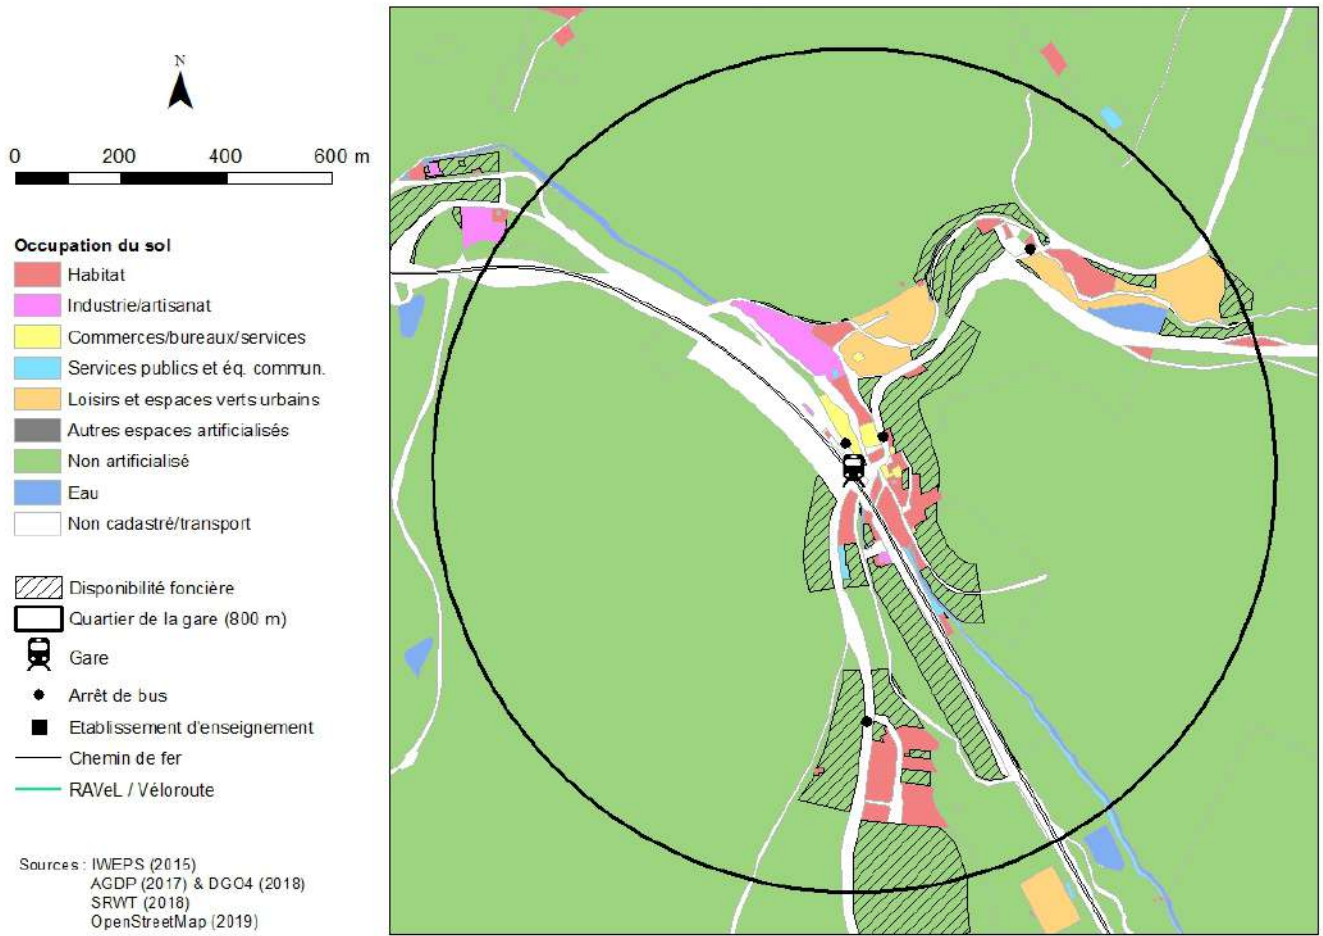 N
0 200 400 600 m
Occupation du sol
Habitat
Industrie/artisanat
Commerces/bureaux/services
Services publics et éq. commun.
Loisirs et espaces verts urbains
Autres espaces artificialisés
Non artificialisé
Eau
Non cadastré/transport
Disponibilité foncière
Quartier de la gare (800 m)
Gare
Arrêt de bus
Etablissement d'enseignement
Chemin de fer
RAVeL / Véloroute
Sources : IWEPS (2015)
AGDP (2017) & DGO4 (2018)
SRWT (2018)
OpenStreetMap (2019)